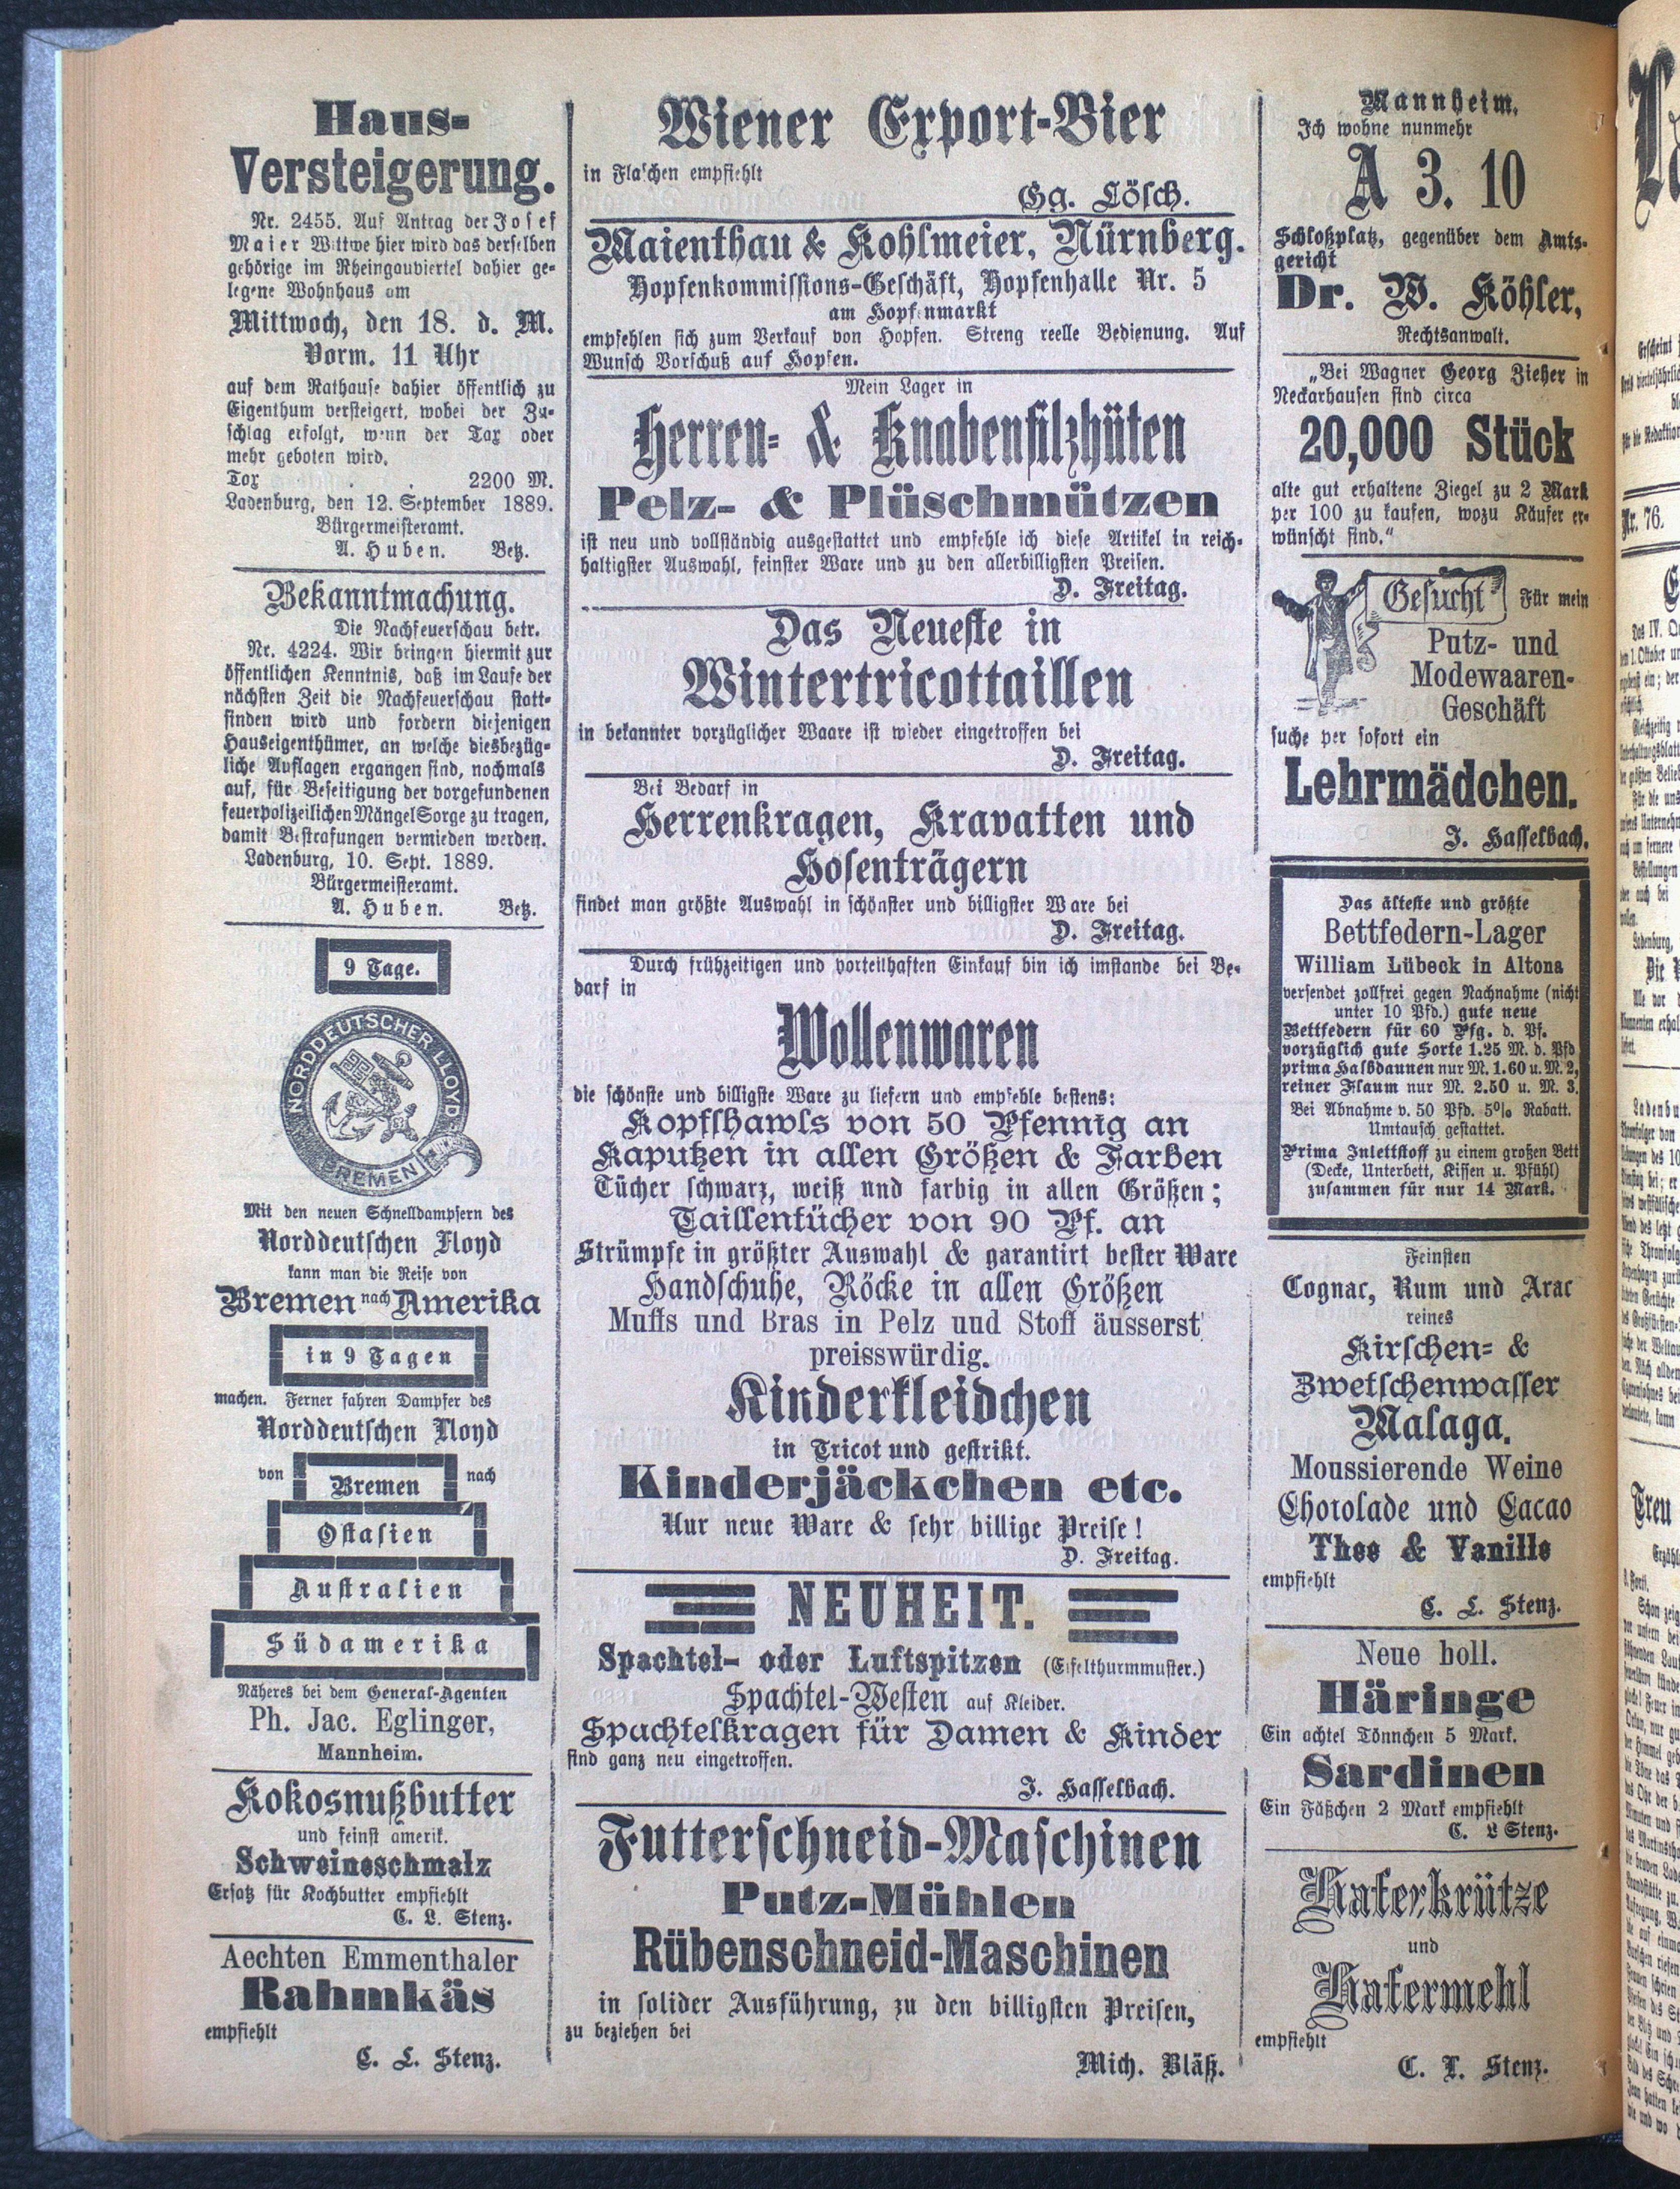 Haus-
Versteigerung.
Nr. 2455. Auf Antrag der Josef
Maier Wittwe hier wird das derselben
gehörige im Rheingauviertel dahier ge-
legene Wohnhaus am
Mittwoch, den 18. d. M.
Vorm. 11 Uhr
auf dem Rathause dahier öffentlich zu
Eigenthum versteigert, wobei der Zu-
schlag erfolgt, wenn der Tax oder
mehr geboten wird.
Tax . . 2200 M.
Ladenburg, den 12. September 1889.
Bürgermeisteramt.
A. Huben. Betz.
Bekanntmachung.
Die Nachfeuerschau betr.
Nr. 4224. Wir bringen hiermit zur
öffentlichen Kenntnis, daß im Laufe der
nächsten Zeit die Nachfeuerschau statt-
finden wird und fordern diejenigen
Hauseigenthümer, an welche diesbezüg-
liche Auflagen ergangen sind, nochmals
auf, für Beseitigung der vorgefundenen
feuerpolizeilichen Mängel Sorge zu tragen,
damit Bestrafungen vermieden werden.
Ladenburg, 10. Sept. 1889.
Bürgermeisteramt.
A. Huben. Betz.
9 Tage.
NORDDEUTSCHER LLOYD
BREMEN
Mit den neuen Schnelldampfern des
Norddeutschen Lloyd
kann man die Reise von
Bremen nach Amerika
in 9 Tagen
machen. Ferner fahren Dampfer des
Norddeutschen Lloyd
von Bremen nach
Ostasien
Australien
Südamerika
Näheres bei dem General-Agenten
Ph. Jac. Eglinger,
Mannheim.
Kokosnußbutter
und feinst amerik.
Schweineschmalz
Ersatz für Kochbutter empfiehlt
C. L. Stenz.
Aechten Emmenthaler
Rahmkäs
empfiehlt
C. L. Stenz.
Wiener Export-Bier
in Flaschen empfiehlt
Gg. Lösch.
Maienthau & Kohlmeier, Nürnberg.
Hopfenkommissions-Geschäft, Hopfenhalle Nr. 5
am Hopfenmarkt
empfehlen sich zum Verkauf von Hopfen. Streng reelle Bedienung. Auf
Wunsch Vorschuß auf Hopfen.
Mein Lager in
Herren- & Knabenfilzhüten
Pelz- & Plüschmützen
ist neu und vollständig ausgestattet und empfehle ich diese Artikel in reich-
haltigster Auswahl, feinster Ware und zu den allerbilligsten Preisen.
D. Freitag.
Das Neueste in
Wintertricottaillen
in bekannter vorzüglicher Waare ist wieder eingetroffen bei
D. Freitag.
Bei Bedarf in
Herrenkragen, Kravatten und
Hosenträgern
findet man größte Auswahl in schönster und billigster Ware bei
D. Freitag.
Durch frühzeitigen und vorteilhaften Einkauf bin ich imstande bei Be-
darf in
Wollenwaren
die schönste und billigste Ware zu liefern und empfehle bestens:
Kopfshawls von 50 Pfennig an
Kaputzen in allen Größen & Farben
Tücher schwarz, weiß und farbig in allen Größen;
Taillentücher von 90 Pf. an
Strümpfe in größter Auswahl & garantirt bester Ware
Handschuhe, Röcke in allen Größen
Muffs und Bras in Pelz und Stoff äusserst
preisswürdig.
Kinderkleidchen
in Tricot und gestrikt.
Kinderjäckchen etc.
Nur neue Ware & sehr billige Preise!
D. Freitag.
NEUHEIT.
Spachtel- oder Luftspitzen (Eifelthurmmuster.)
Spachtel-Westen auf Kleider.
Spachtelkragen für Damen & Kinder
sind ganz neu eingetroffen.
J. Hasselbach.
Futterschneid-Maschinen
Putz-Mühlen
Rübenschneid-Maschinen
in solider Ausführung, zu den billigsten Preisen,
zu beziehen bei
Mich. Bläß.
Mannheim.
Ich wohne nunmehr
A 3. 10
Schloßplatz, gegenüber dem Amts-
gericht
Dr. W. Köhler,
Rechtsanwalt.
„Bei Wagner Georg Zieher in
Neckarhausen sind circa
20,000 Stück
alte gut erhaltene Ziegel zu 2 Mark
per 100 zu kaufen, wozu Käufer er-
wünscht sind."
Gesucht Für mein
Putz- und
Modewaaren-
Geschäft
suche per sofort ein
Lehrmädchen.
J. Hasselbach.
Das älteste und größte
Bettfedern-Lager
William Lübeck in Altona
versendet zollfrei gegen Nachnahme (nicht
unter 10 Pfd.) gute neue
Bettfedern für 60 Pfg. d. Pf.
vorzüglich gute Sorte 1.25 M. d. Pfd
prima Halbdaunen nur M. 1.60 u. M. 2,
reiner Flaum nur M. 2.50 u. M. 3.
Bei Abnahme v. 50 Pfd. 5% Rabatt.
Umtausch gestattet.
Prima Inlettstoff zu einem großen Bett
(Decke, Unterbett, Kissen u. Pfühl)
zusammen für nur 14 Mark.
Feinsten
Cognac, Rum und Arac
reines
Kirschen- &
Zwetschenwasser
Malaga.
Moussierende Weine
Chocolade und Cacao
Thee & Vanille
empfiehlt
C. L. Stenz.
Neue holl.
Häringe
Ein achtel Tönnchen 5 Mark.
Sardinen
Ein Fäßchen 2 Mark empfiehlt
C. L Stenz.
Haferkrütze
und
Hafermehl
empfiehlt
C. L. Stenz.
Nr. 76.